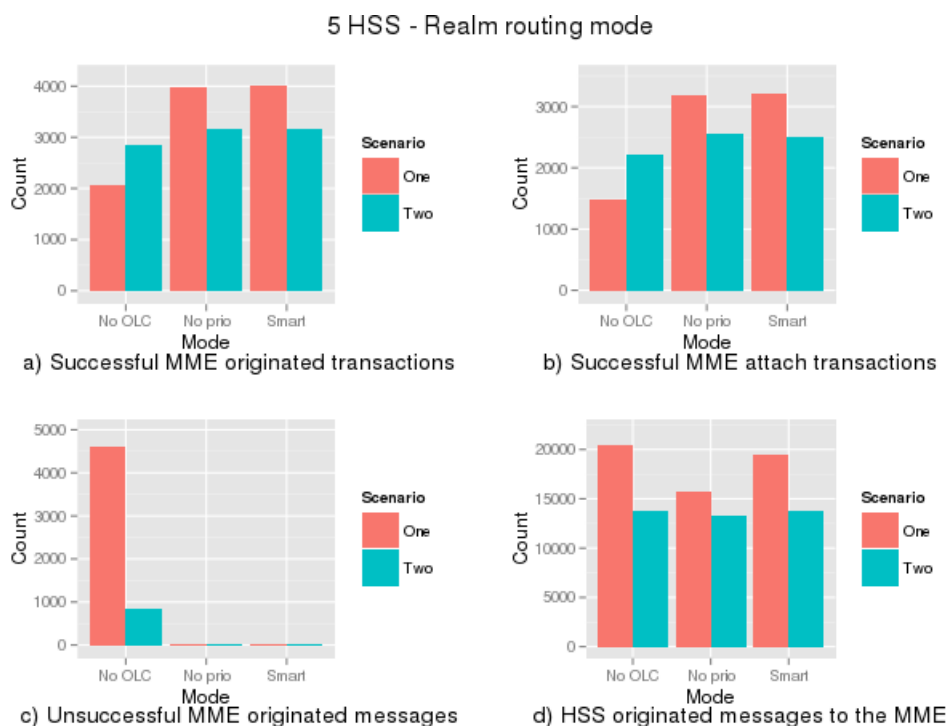 5 HSS - Realm routing mode
4000
3000
2000
1000
0
Count
No OLC No prio Smart
Mode
Scenario
One
Two
a) Successful MME originated transactions
3000
2000
1000
0
Count
No OLC No prio Smart
Mode
Scenario
One
Two
b) Successful MME attach transactions
5000
4000
3000
2000
1000
0
Count
No OLC No prio Smart
Mode
Scenario
One
Two
c) Unsuccessful MME originated messages
20000
15000
10000
5000
0
Count
No OLC No prio Smart
Mode
Scenario
One
Two
d) HSS originated messages to the MME